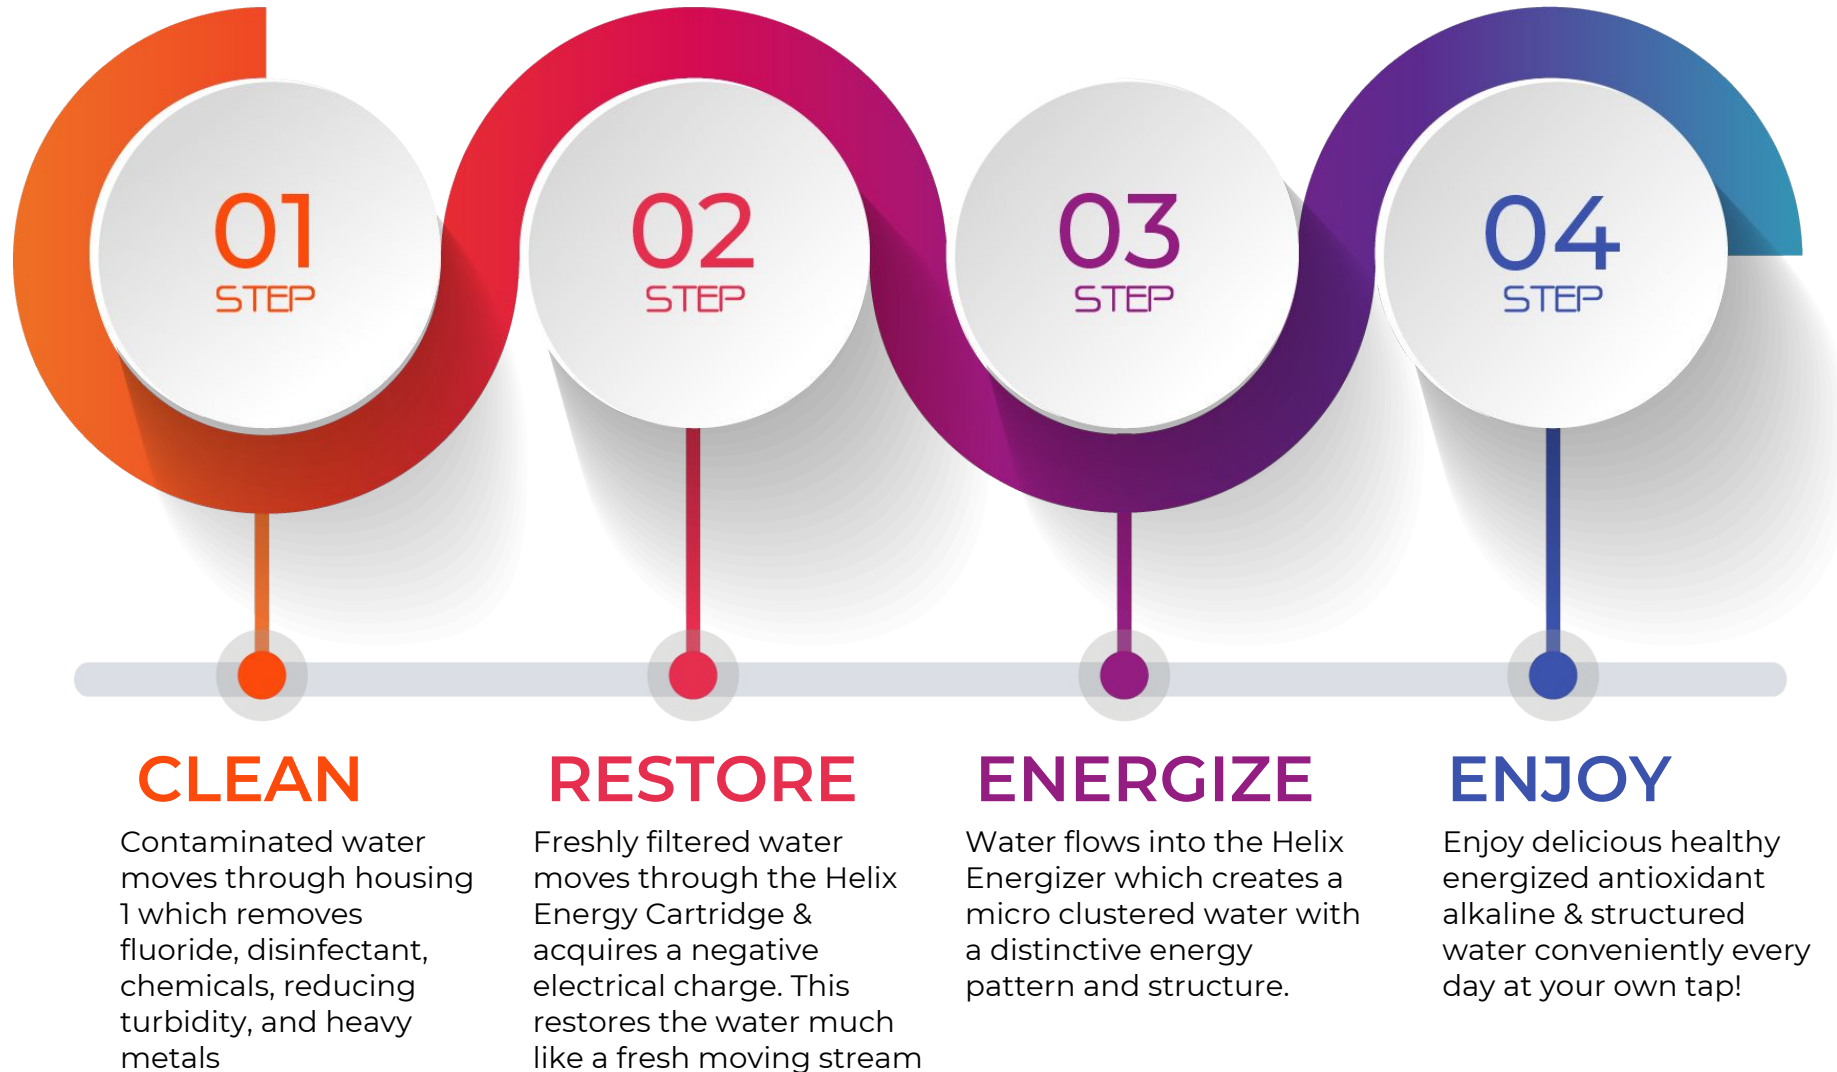 01
STEP
02
STEP
03
STEP
04
STEP
CLEAN
Contaminated water
moves through housing
1 which removes
fluoride, disinfectant,
chemicals, reducing
turbidity, and heavy
metals
RESTORE
Freshly filtered water
moves through the Helix
Energy Cartridge &
acquires a negative
electrical charge. This
restores the water much
like a fresh moving stream
ENERGIZE
Water flows into the Helix
Energizer which creates a
micro clustered water with
a distinctive energy
pattern and structure.
ENJOY
Enjoy delicious healthy
energized antioxidant
alkaline & structured
water conveniently every
day at your own tap!